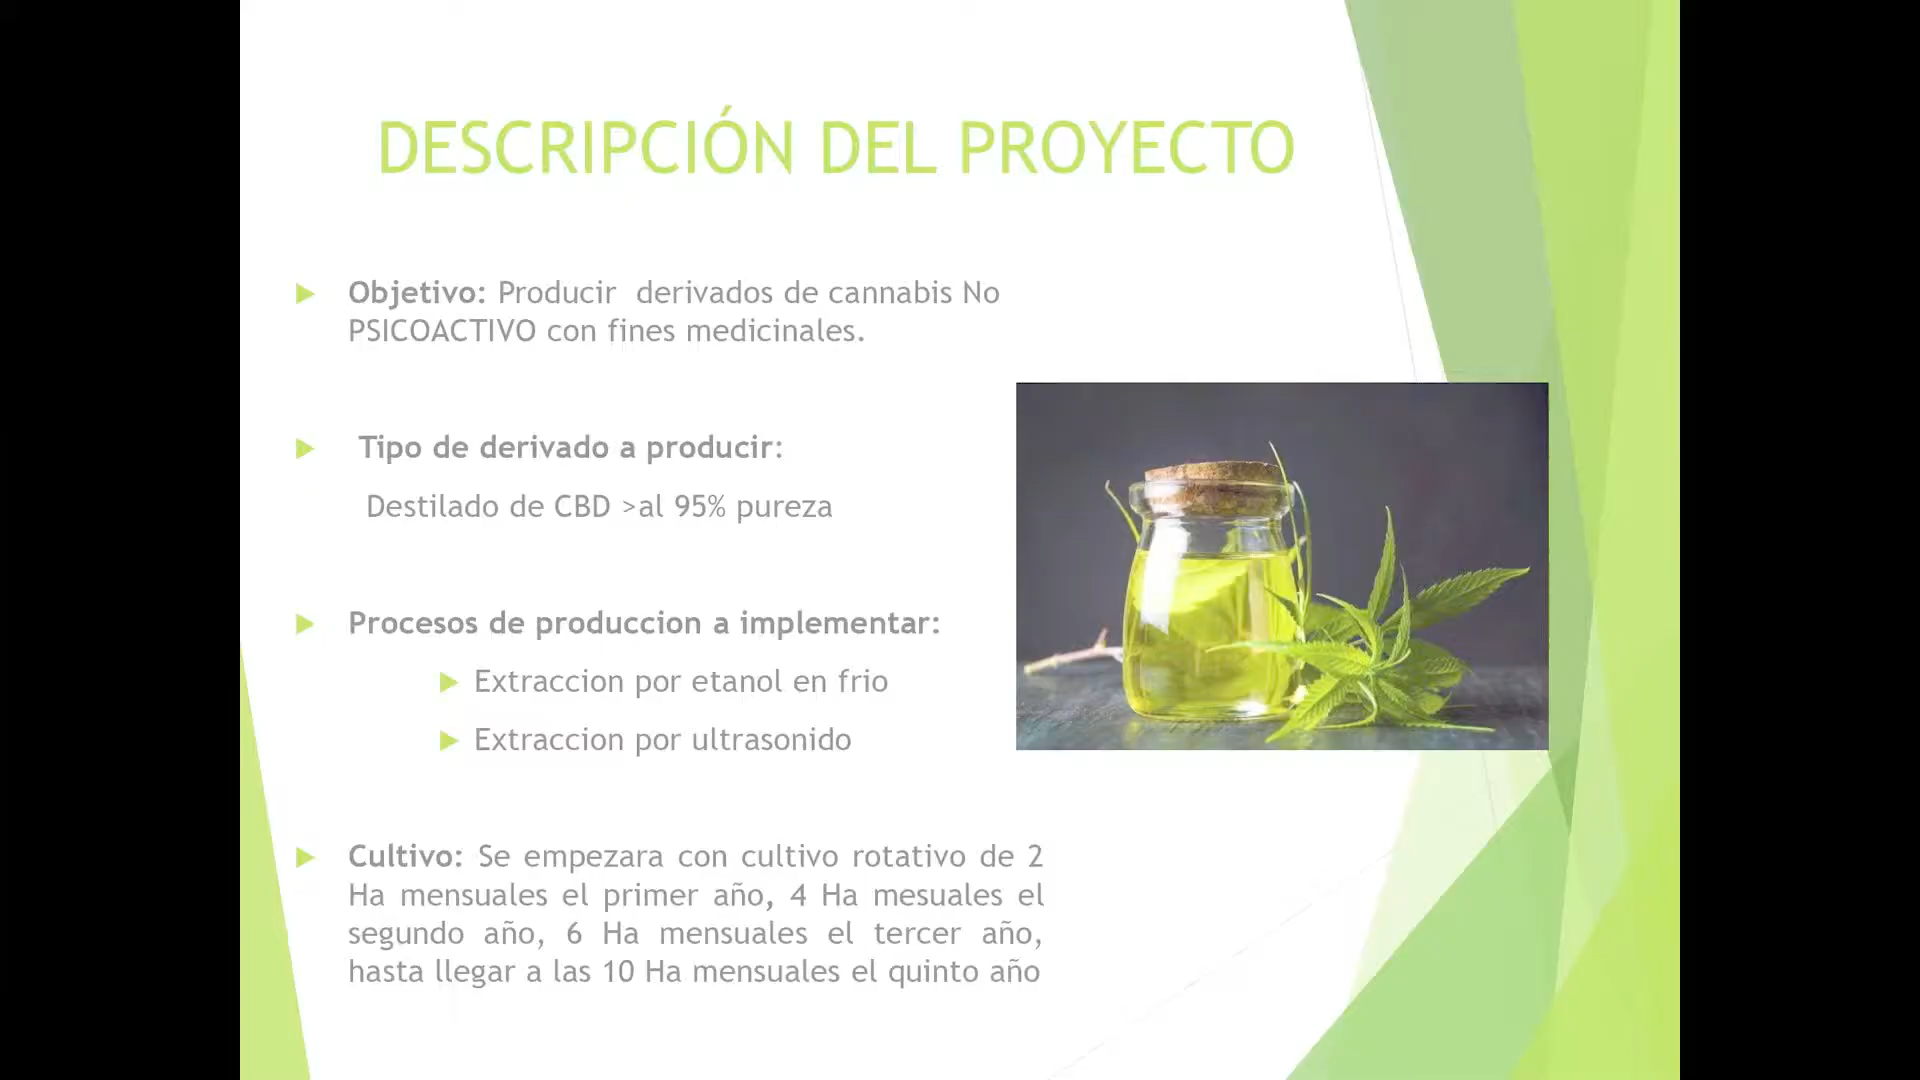 DESCRIPCIÓN DEL PROYECTO
Objetivo: Producir derivados de cannabis No
PSICOACTIVO con fines medicinales.
Tipo de derivado a producir:
Destilado de CBD >al 95% pureza
Procesos de produccion a implementar:
Extraccion por etanol en frio
Extraccion por ultrasonido
Cultivo: Se empezara con cultivo rotativo de 2
Ha mensuales el primer año, 4 Ha mesuales el
segundo año, 6 Ha mensuales el tercer año,
hasta llegar a las 10 Ha mensuales el quinto año